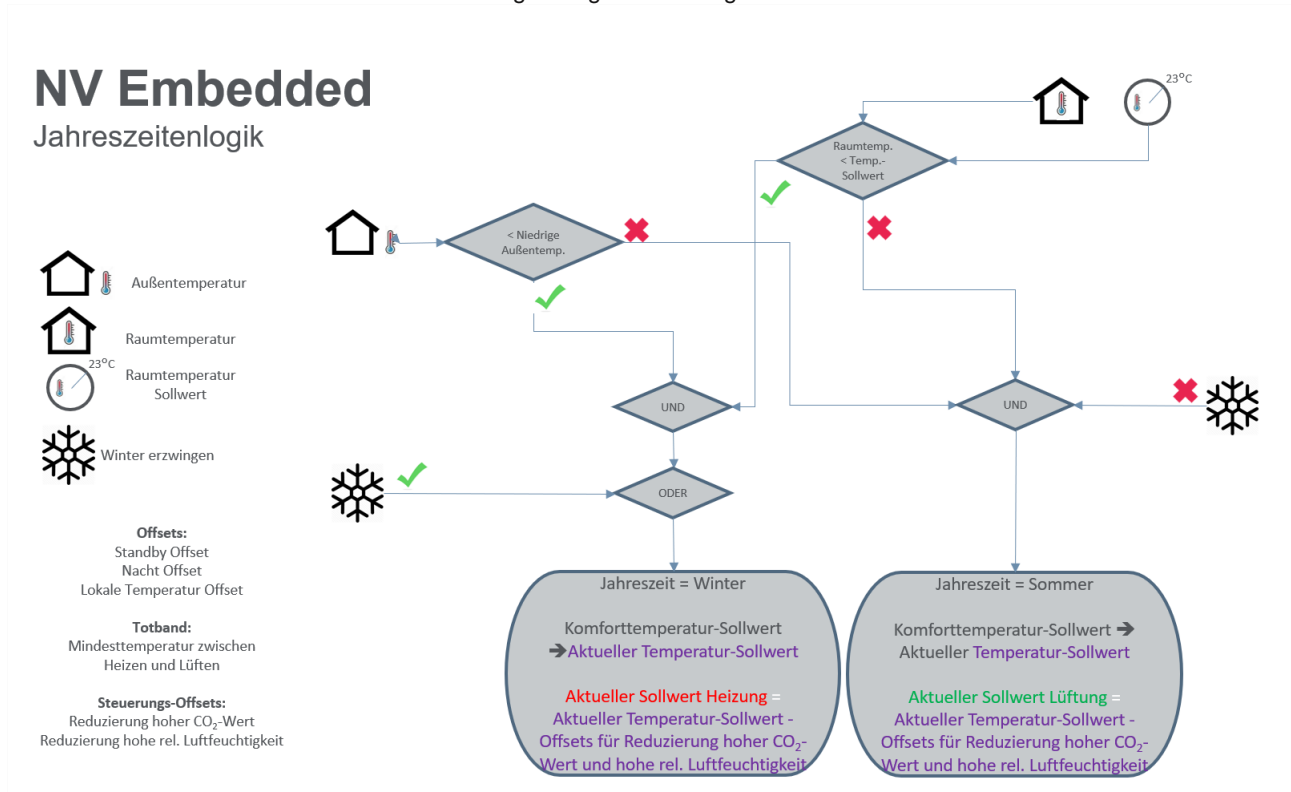 NV Embedded
Jahreszeitenlogik
23°C
Raumtemp.
< Temp.-
Sollwert
< Niedrige
Außentemp.
Außentemperatur
Raumtemperatur
23°C
Raumtemperatur
Sollwert
Winter erzwingen
UND
UND
ODER
Offsets:
Standby Offset
Nacht Offset
Lokale Temperatur Offset
Totband:
Mindesttemperatur zwischen
Heizen und Lüften
Steuerungs-Offsets:
Reduzierung hoher CO₂-Wert
Reduzierung hohe rel. Luftfeuchtigkeit
Jahreszeit = Winter
Komforttemperatur-Sollwert
➔Aktueller Temperatur-Sollwert
Aktueller Sollwert Heizung =
Aktueller Temperatur-Sollwert -
Offsets für Reduzierung hoher CO₂-
Wert und hohe rel. Luftfeuchtigkeit
Jahreszeit = Sommer
Komforttemperatur-Sollwert ➔
Aktueller Temperatur-Sollwert
Aktueller Sollwert Lüftung =
Aktueller Temperatur-Sollwert -
Offsets für Reduzierung hoher CO₂-
Wert und hohe rel. Luftfeuchtigkeit